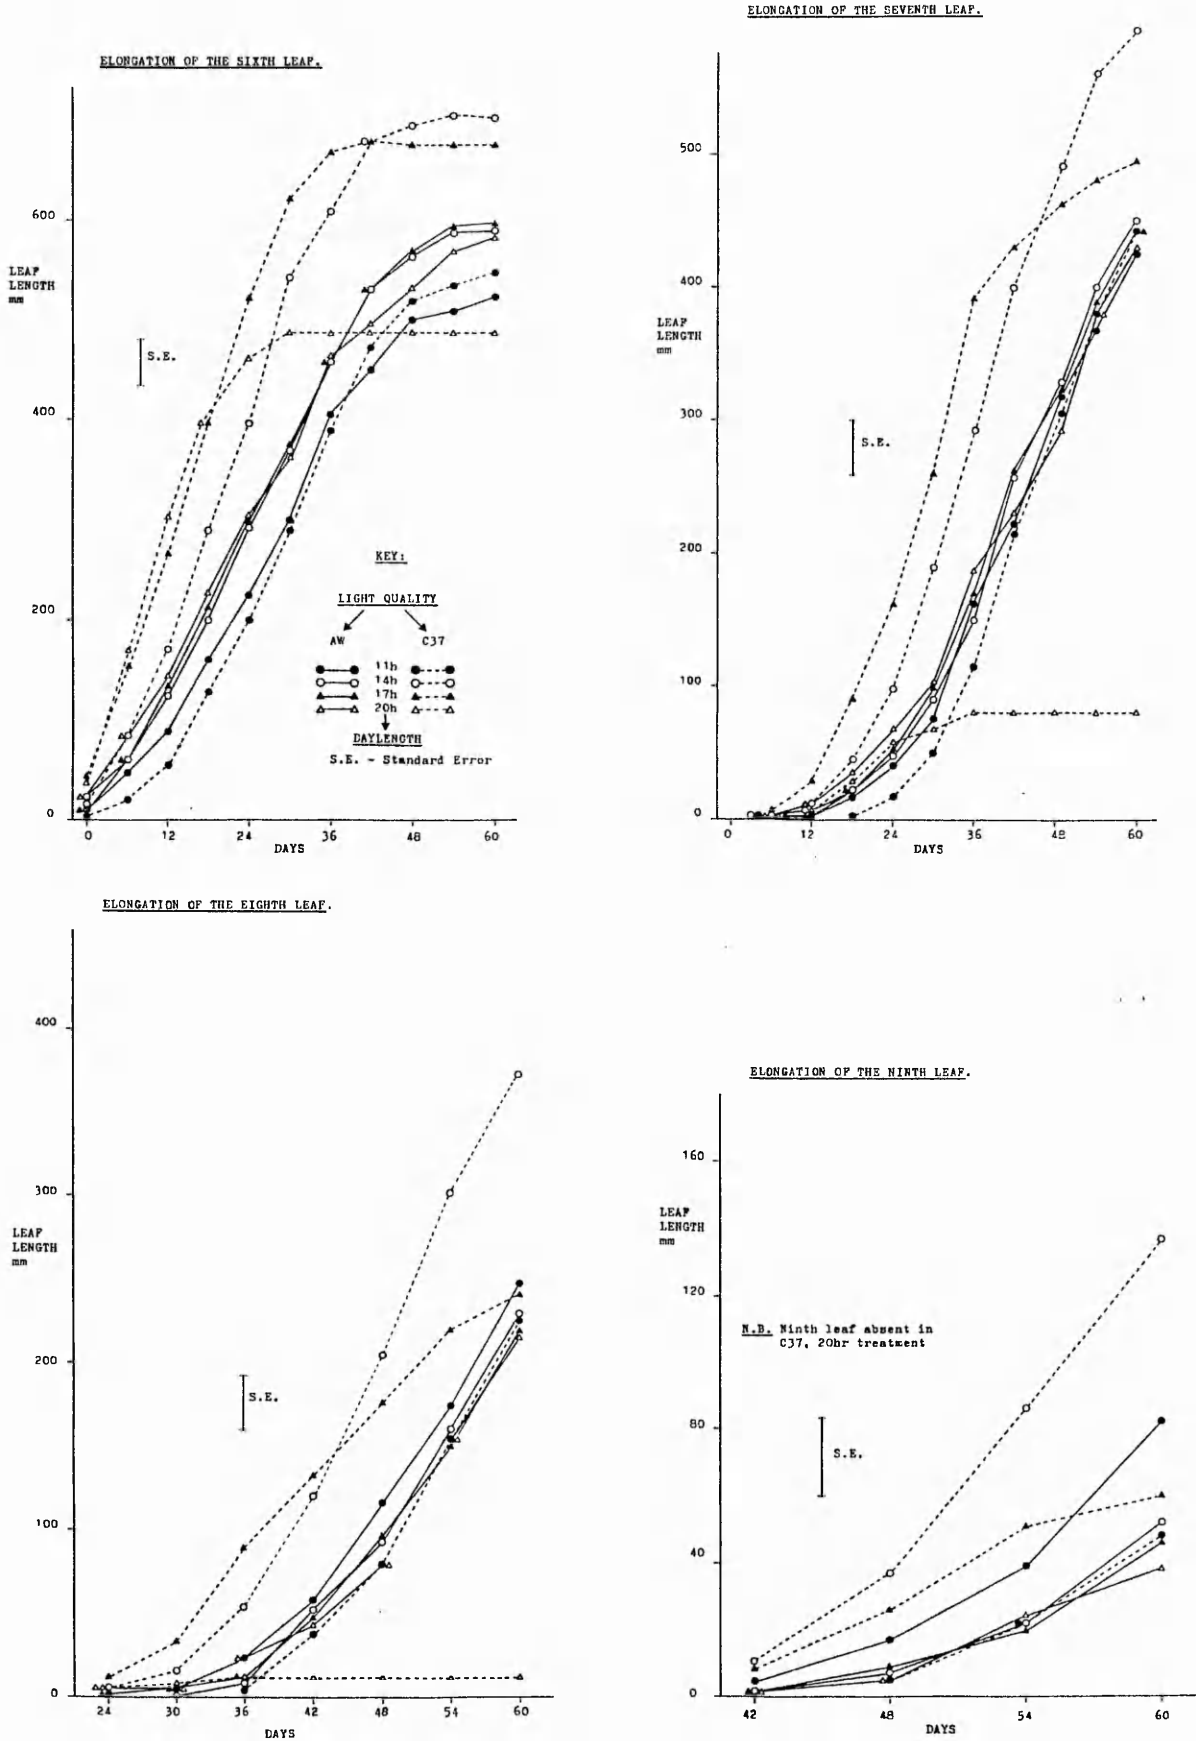 ELONGATION OF THE SIXTH LEAF.
600
LEAF
LENGTH
mm
S.E.
400
200
0
KEY:
LIGHT QUALITY
AW C37
11h
14h
17h
20h
DAYLENGTH
S.E. - Standard Error
0 12 24 36 48 60
DAYS
ELONGATION OF THE SEVENTH LEAF.
500
400
LEAF
LENGTH
mm
300
S.E.
200
100
0
0 12 24 36 48 60
DAYS
ELONGATION OF THE EIGHTH LEAF.
400
300
LEAF
LENGTH
mm
200
S.E.
100
0
24 30 36 42 48 54 60
DAYS
ELONGATION OF THE NINTH LEAF.
160
LEAF
LENGTH
mm
120
N.B. Ninth leaf absent in
C37, 20hr treatment
80
S.E.
40
0
42 48 54 60
DAYS